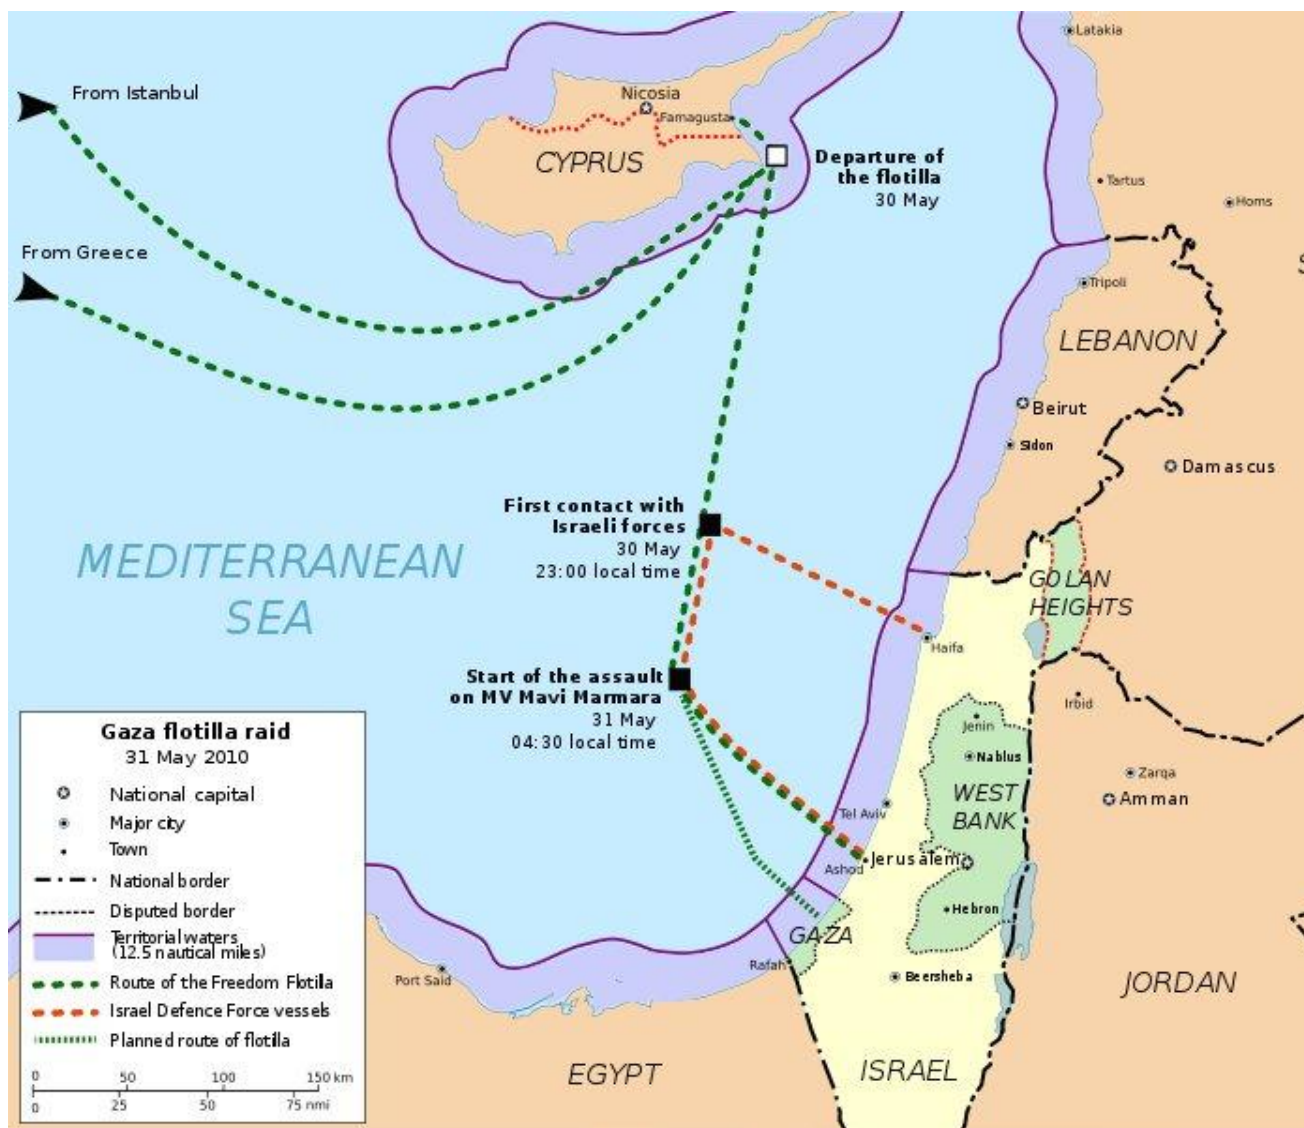 Latakia
From Istanbul
Nicosia
Famagusta
CYPRUS
Departure of
the flotilla
30 May
Tartus
Homs
From Greece
S
Tripoli
LEBANON
Beirut
Sidon
Damascus
First contact with
Israeli forces
30 May
23:00 local time
MEDITERRANEAN
SEA
GOLAN
HEIGHTS
Haifa
Start of the assault
on MV Mavi Marmara
31 May
04:30 local time
Irbid
Jenin
Nablus
WEST
BANK
Zarqa
Amman
Tel Aviv
Jerusalem
Ashod
Hebron
GAZA
Rafah
Beersheba
Port Said
JORDAN
EGYPT
ISRAEL
Gaza flotilla raid
31 May 2010
National capital
Major city
Town
National border
Disputed border
Territorial waters
(12.5 nautical miles)
Route of the Freedom Flotilla
Israel Defence Force vessels
Planned route of flotilla
0 50 100 150 km
0 25 50 75 nmi